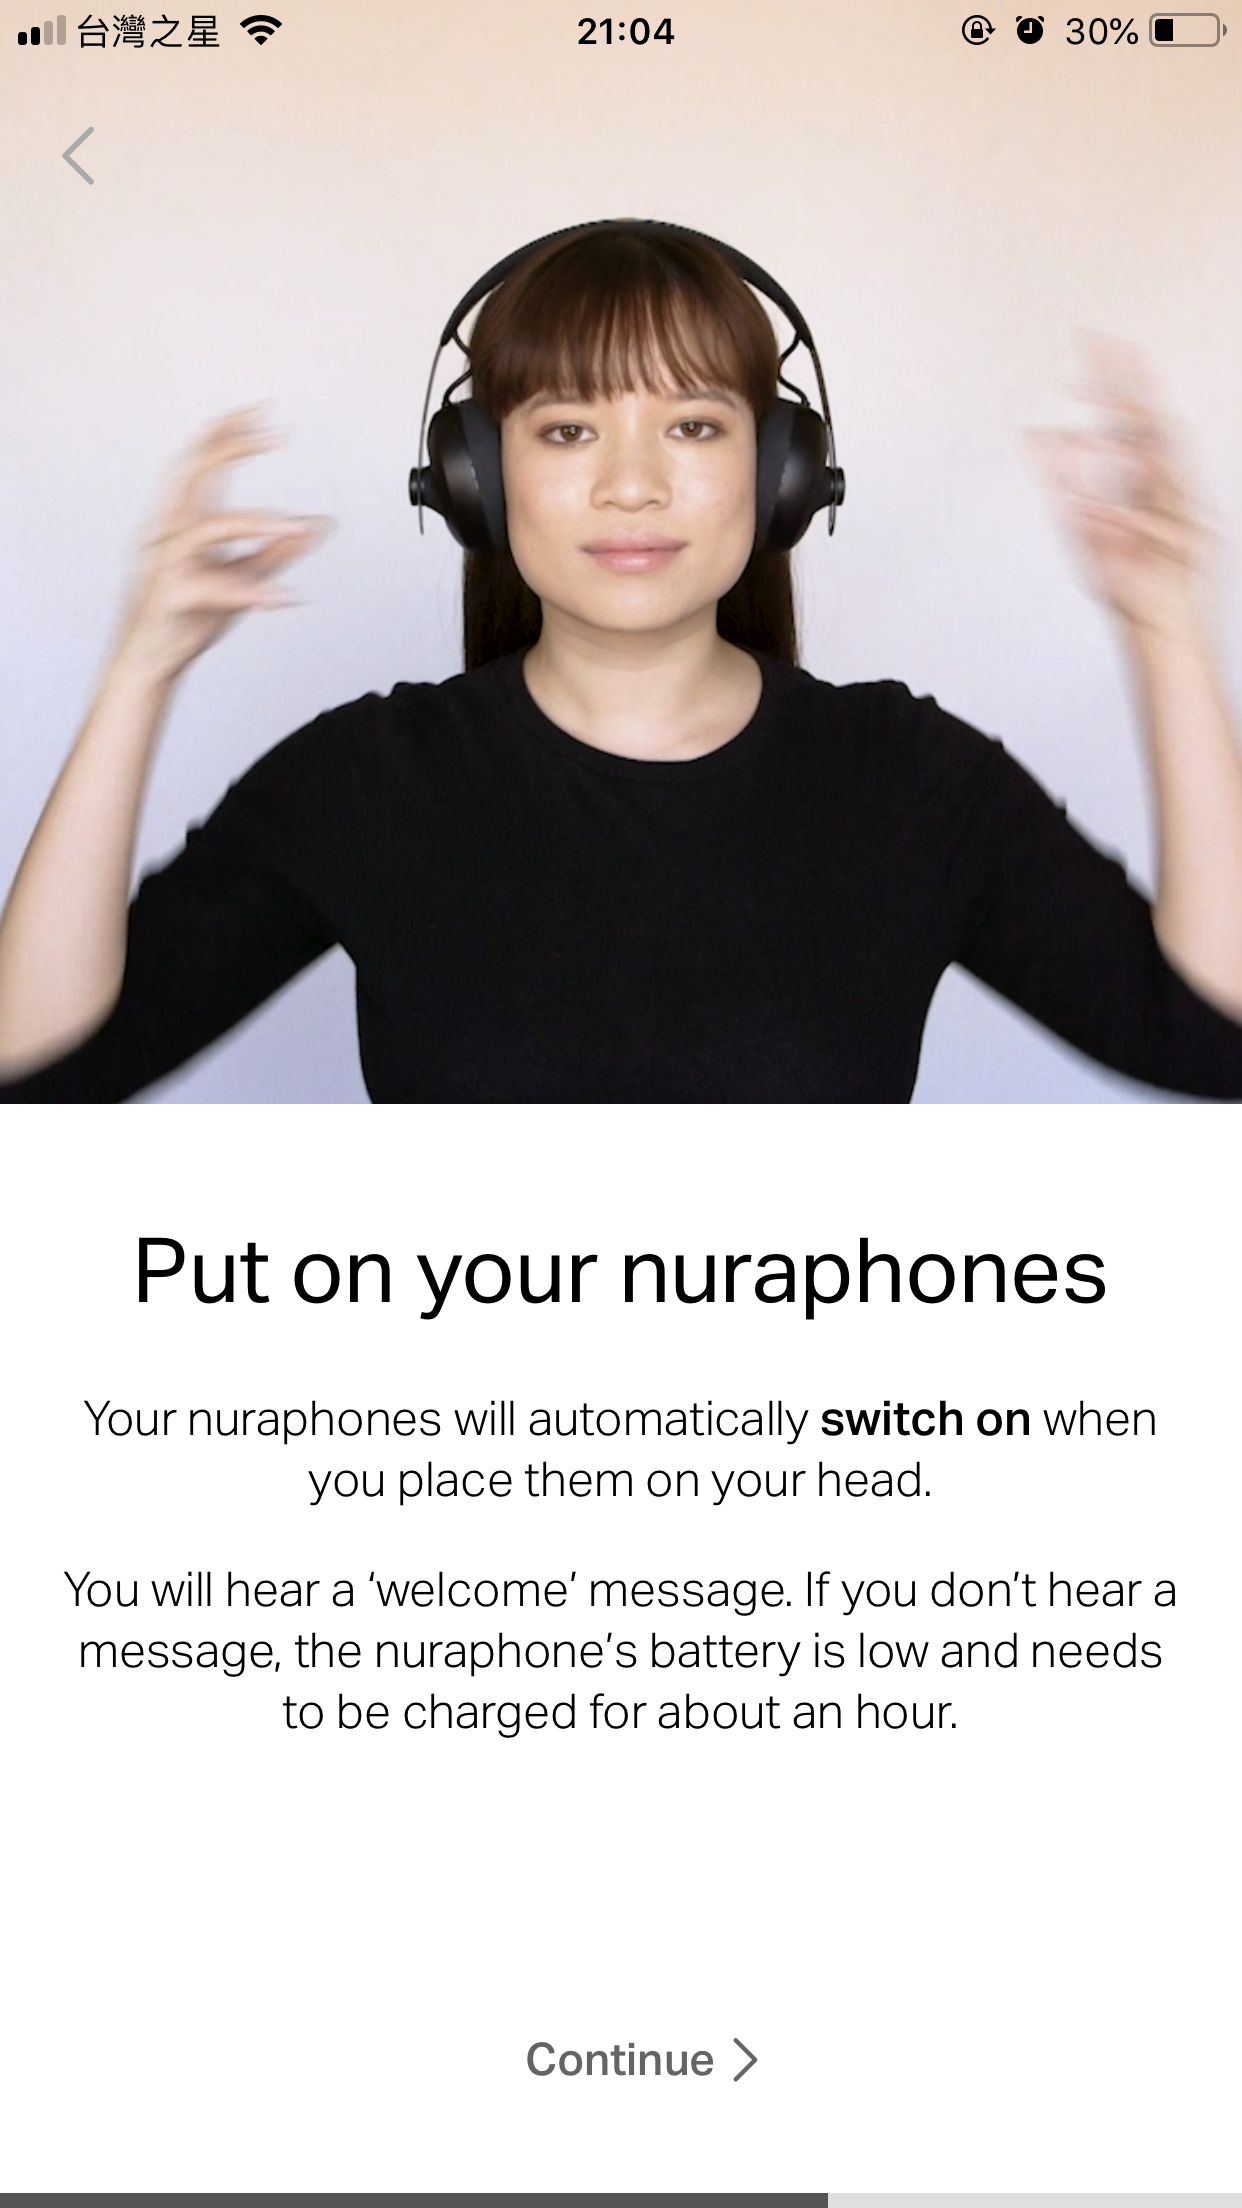 台灣之星
21:04
30%
Put on your nuraphones
Your nuraphones will automatically switch on when
you place them on your head.
You will hear a ‘welcome’ message. If you don’t hear a
message, the nuraphone’s battery is low and needs
to be charged for about an hour.
Continue